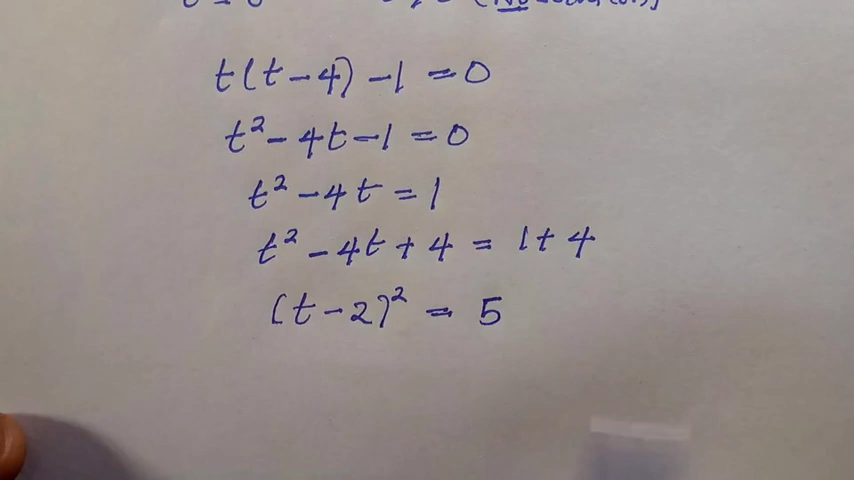 t(t-4)-1=0
t²-4t-1=0
t²-4t=1
t²-4t+4=1+4
(t-2)²=5